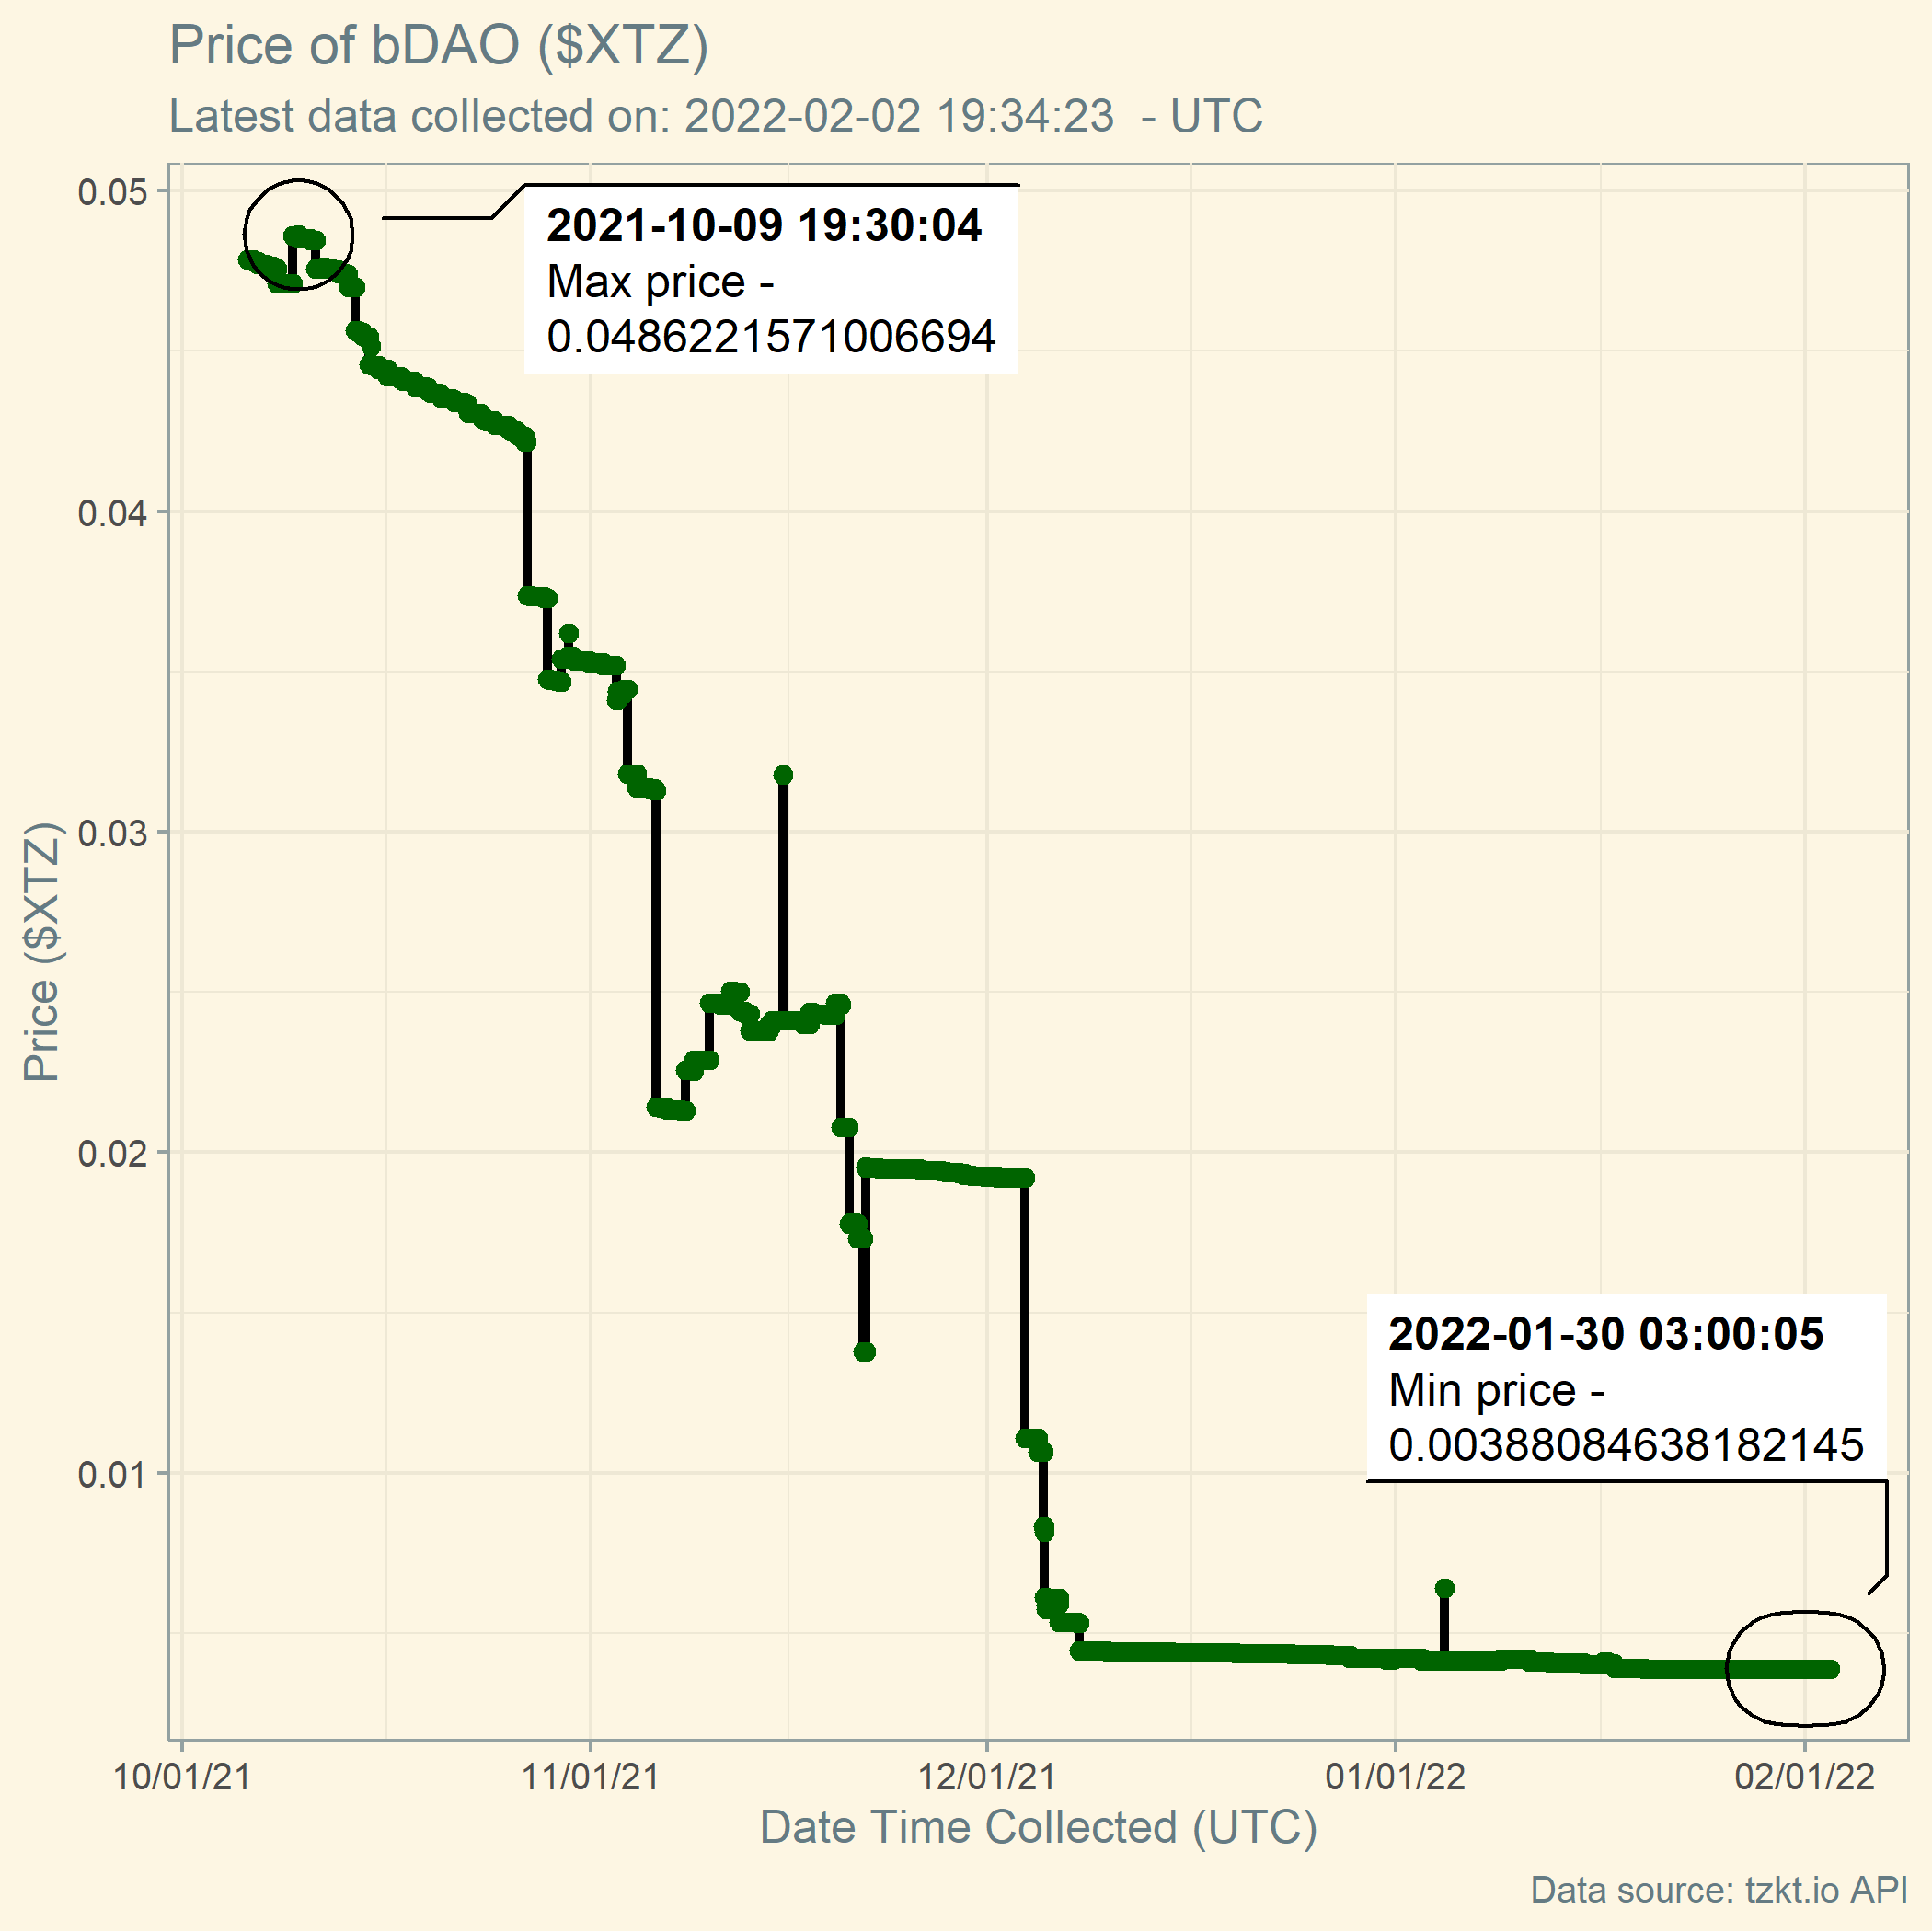 Price of bDAO ($XTZ)
Latest data collected on: 2022-02-02 19:34:23  - UTC
0.05
0.04
0.03
0.02
0.01
Price ($XTZ)
2021-10-09 19:30:04
Max price -
0.0486221571006694
2022-01-30 03:00:05
Min price -
0.00388084638182145
10/01/21
11/01/21
12/01/21
01/01/22
02/01/22
Date Time Collected (UTC)
Data source: tzkt.io API